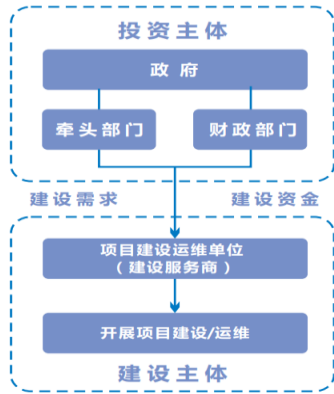 投资主体
政府
牵头部门
财政部门
建设需求
建设资金
项目建设运维单位
（建设服务商）
开展项目建设/运维
建设主体